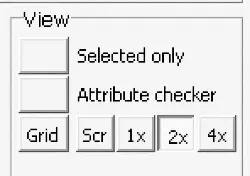 View
Selected only
Attribute checker
Grid Scr 1x 2x 4x